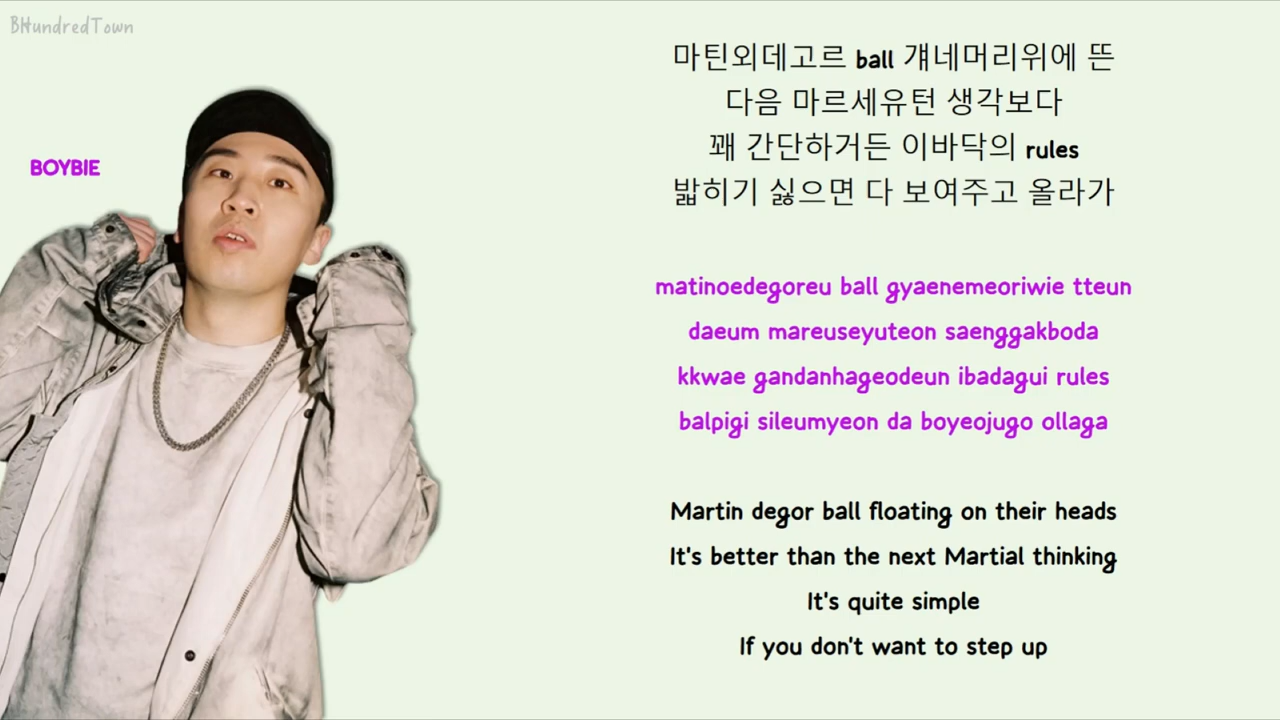 BHundredTown
BOYBIE
마틴외데고르 ball 걔네머리위에 뜬
다음 마르세유턴 생각보다
꽤 간단하거든 이바닥의 rules
밟히기 싫으면 다 보여주고 올라가
matinoedegoreu ball gyaenemeoriwie tteun
daeum mareuseyuteon saenggakboda
kkwae gandanhageodeun ibadagui rules
balpigi sileumyeon da boyeojugo ollaga
Martin degor ball floating on their heads
It's better than the next Martial thinking
It's quite simple
If you don't want to step up